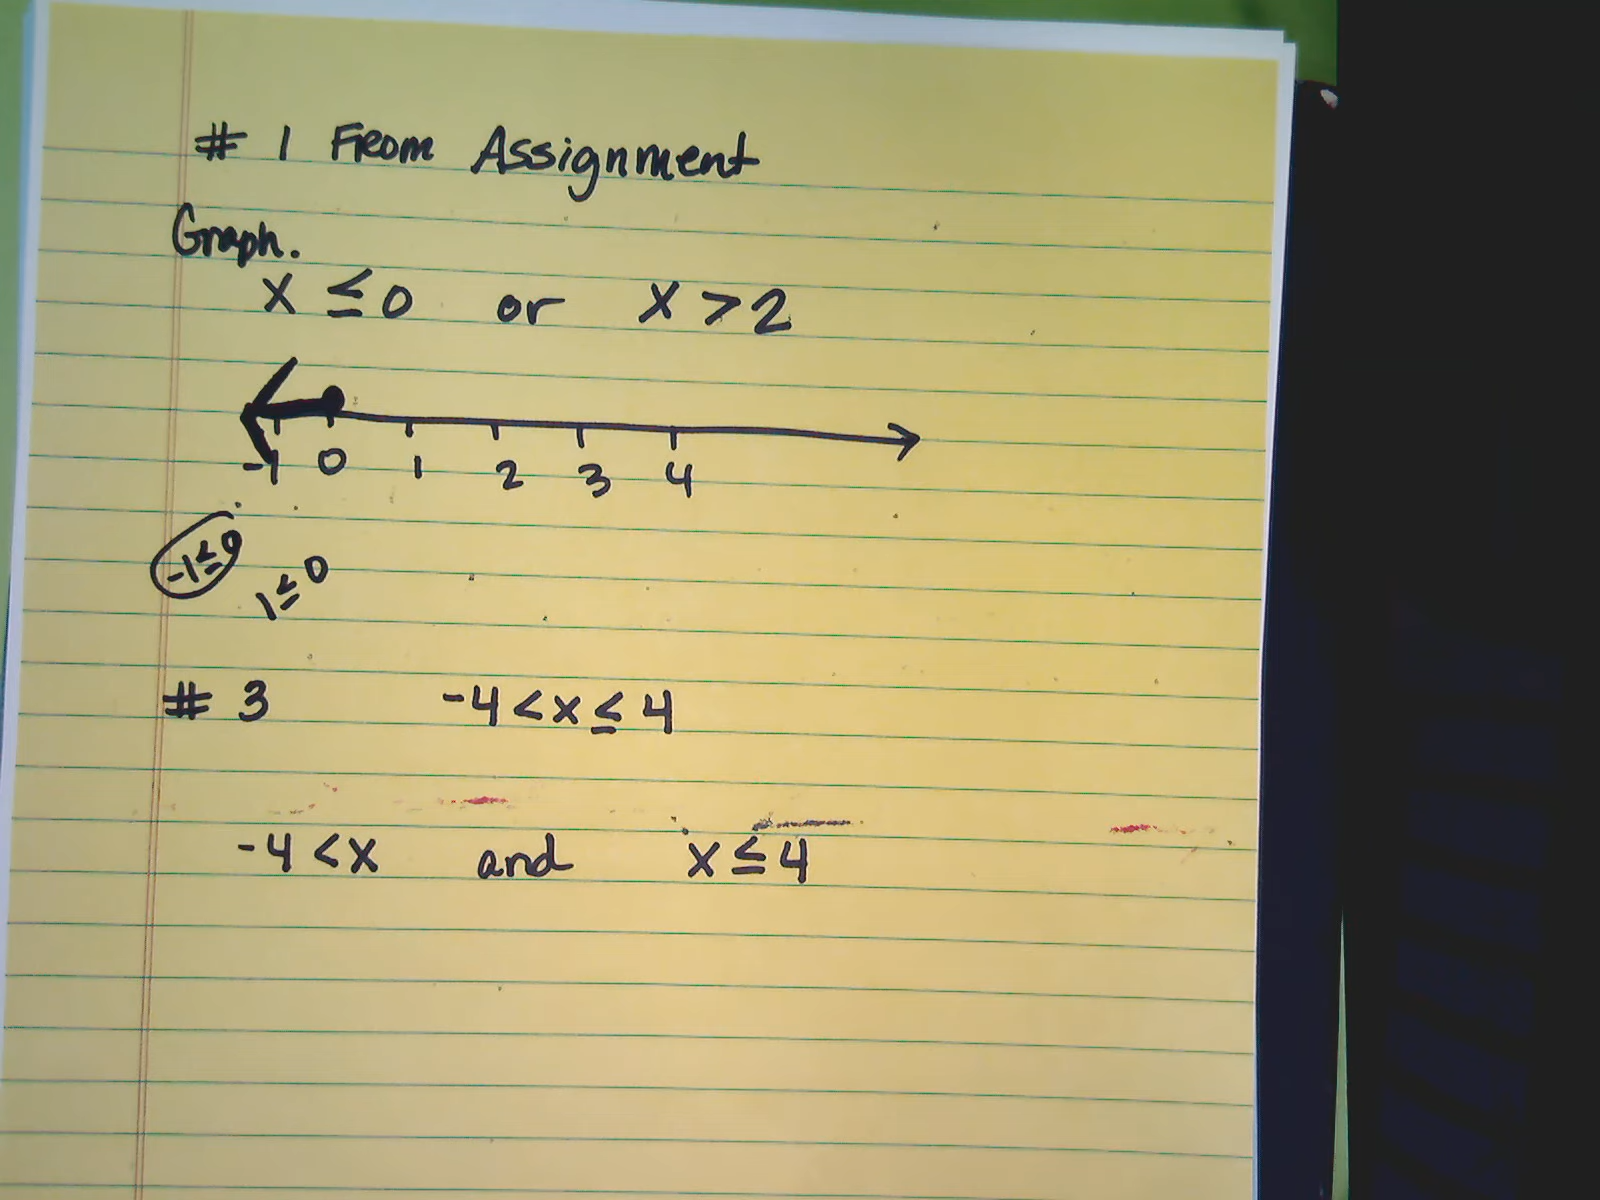 # 1 From Assignment
Graph.
x ≤ 0 or x > 2
-1 0 1 2 3 4
-1 ≤ 0
1 ≤ 0
# 3 -4 < x ≤ 4
-4 < x and x ≤ 4